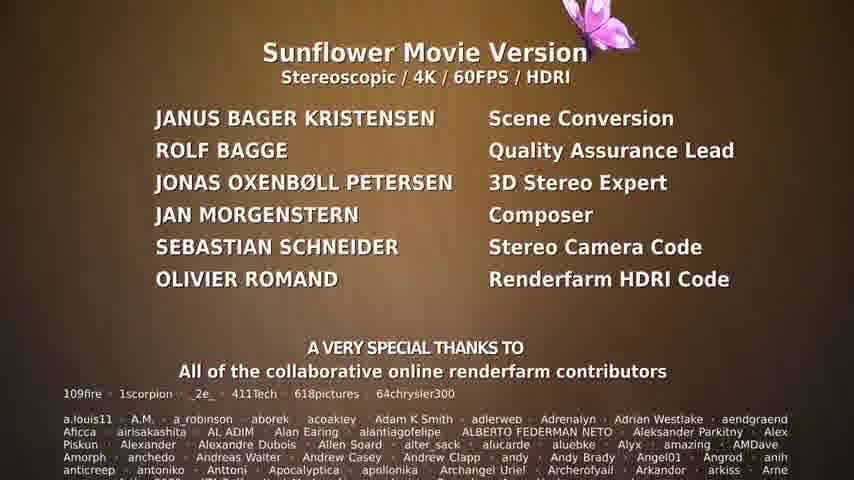 Sunflower Movie Version
Stereoscopic / 4K / 60FPS / HDRI
JANUS BAGER KRISTENSEN Scene Conversion
ROLF BAGGE Quality Assurance Lead
JONAS OXENBØLL PETERSEN 3D Stereo Expert
JAN MORGENSTERN Composer
SEBASTIAN SCHNEIDER Stereo Camera Code
OLIVIER ROMAND Renderfarm HDRI Code
A VERY SPECIAL THANKS TO
All of the collaborative online renderfarm contributors
109fire · 1scorpion · _2e_ · 411Tech · 618pictures · 64chrysler300
a.louis11 · A.M. · a_robinson · aborek · acoakley · Adam K Smith · adlerweb · Adrenalyn · Adrian Westlake · aendgraend
Aficca · airisakashita · AL ADIM · Alan Earing · alantiagofelipe · ALBERTO FEDERMAN NETO · Aleksander Parkitny · Alex
Piskun · Alexander · Alexandre Dubois · Allen Soard · alter_sack · alucarde · aluebke · Alyx · amazing · AMDave
Amorph · anchedo · Andreas Walter · Andrew Casey · Andrew Clapp · andy · Andy Brady · Angel01 · Angrod · anih
anticreep · antoniko · Anttoni · Apocalyptica · apollonika · Archangel Uriel · Archerofyail · Arkandor · arkiss · Arne